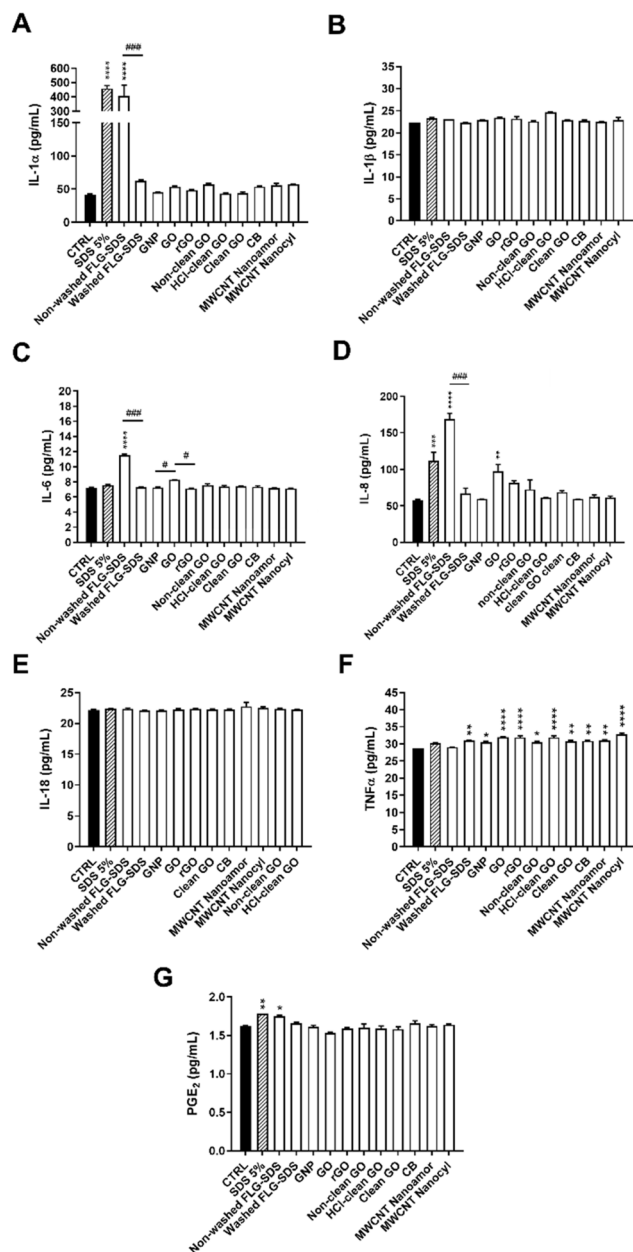 A
###
****
****
600
500
400
300
150
100
50
0
IL-1α (pg/mL)
CTRL
SDS 5%
Non-washed FLG-SDS
Washed FLG-SDS
GNP
GO
rGO
Non-clean GO
HCl-clean GO
Clean GO
CB
MWCNT Nanoamor
MWCNT Nanocyl
B
40
35
30
25
20
15
10
5
0
IL-1β (pg/mL)
CTRL
SDS 5%
Non-washed FLG-SDS
Washed FLG-SDS
GNP
GO
rGO
Non-clean GO
HCl-clean GO
Clean GO
CB
MWCNT Nanoamor
MWCNT Nanocyl
C
16
14
12
10
8
6
4
2
0
IL-6 (pg/mL)
###
****
#
#
CTRL
SDS 5%
Non-washed FLG-SDS
Washed FLG-SDS
GNP
GO
rGO
Non-clean GO
HCl-clean GO
Clean GO
CB
MWCNT Nanoamor
MWCNT Nanocyl
D
200
150
100
50
0
IL-8 (pg/mL)
###
***
****
**
CTRL
SDS 5%
Non-washed FLG-SDS
Washed FLG-SDS
GNP
GO
rGO
non-clean GO
HCl-clean GO
clean GO clean
CB
MWCNT Nanoamor
MWCNT Nanocyl
E
25
20
15
10
5
0
IL-18 (pg/mL)
CTRL
SDS 5%
Non-washed FLG-SDS
Washed FLG-SDS
GNP
GO
rGO
Clean GO
CB
MWCNT Nanoamor
MWCNT Nanocyl
Non-clean GO
HCl-clean GO
F
45
40
35
30
25
20
15
10
5
0
TNFα (pg/mL)
**
*
****
****
*
****
**
**
**
****
CTRL
SDS 5%
Non-washed FLG-SDS
Washed FLG-SDS
GNP
GO
rGO
Non-clean GO
HCl-clean GO
Clean GO
CB
MWCNT Nanoamor
MWCNT Nanocyl
G
2.0
1.5
1.0
0.5
0.0
PGE₂ (pg/mL)
**
*
CTRL
SDS 5%
Non-washed FLG-SDS
Washed FLG-SDS
GNP
GO
rGO
Non-clean GO
HCl-clean GO
Clean GO
CB
MWCNT Nanoamor
MWCNT Nanocyl